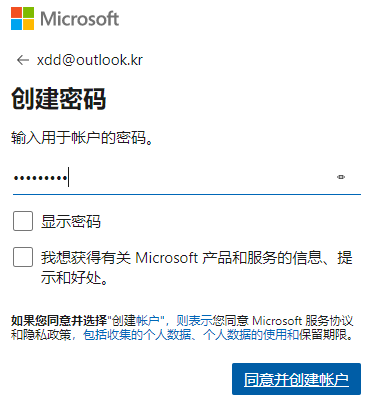 Microsoft
xdd@outlook.kr
创建密码
输入用于帐户的密码。
•••••••••
显示密码
我想获得有关 Microsoft 产品和服务的信息、提
示和好处。
如果您同意并选择"创建帐户"，则表示您同意 Microsoft 服务协议
和隐私政策，包括收集的个人数据、个人数据的使用和保留期限。
同意并创建帐户